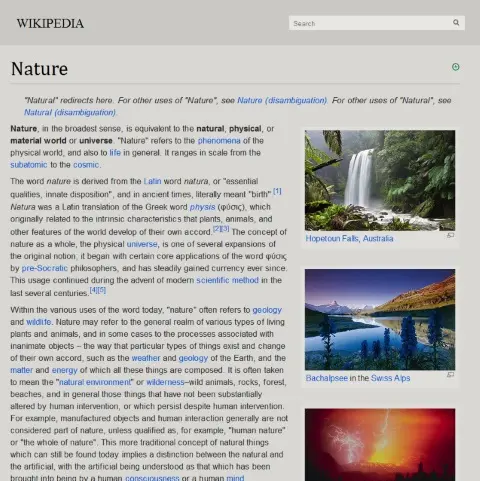 WIKIPEDIA
Search
Nature
"Natural" redirects here. For other uses of "Nature", see Nature (disambiguation). For other uses of "Natural", see
Natural (disambiguation).
Nature, in the broadest sense, is equivalent to the natural, physical, or
material world or universe. "Nature" refers to the phenomena of the
physical world, and also to life in general. It ranges in scale from the
subatomic to the cosmic.
The word nature is derived from the Latin word natura, or "essential
qualities, innate disposition", and in ancient times, literally meant "birth".[1]
Natura was a Latin translation of the Greek word physis (φύσις), which
originally related to the intrinsic characteristics that plants, animals, and
other features of the world develop of their own accord.[2][3] The concept of
nature as a whole, the physical universe, is one of several expansions of
the original notion; it began with certain core applications of the word φύσις
by pre-Socratic philosophers, and has steadily gained currency ever since.
This usage continued during the advent of modern scientific method in the
last several centuries.[4][5]
Within the various uses of the word today, "nature" often refers to geology
and wildlife. Nature may refer to the general realm of various types of living
plants and animals, and in some cases to the processes associated with
inanimate objects – the way that particular types of things exist and change
of their own accord, such as the weather and geology of the Earth, and the
matter and energy of which all these things are composed. It is often taken
to mean the "natural environment" or wilderness–wild animals, rocks, forest,
beaches, and in general those things that have not been substantially
altered by human intervention, or which persist despite human intervention.
For example, manufactured objects and human interaction generally are not
considered part of nature, unless qualified as, for example, "human nature"
or "the whole of nature". This more traditional concept of natural things
which can still be found today implies a distinction between the natural and
the artificial, with the artificial being understood as that which has been
brought into being by a human consciousness or a human mind
Hopetoun Falls, Australia
Bachalpsee in the Swiss Alps